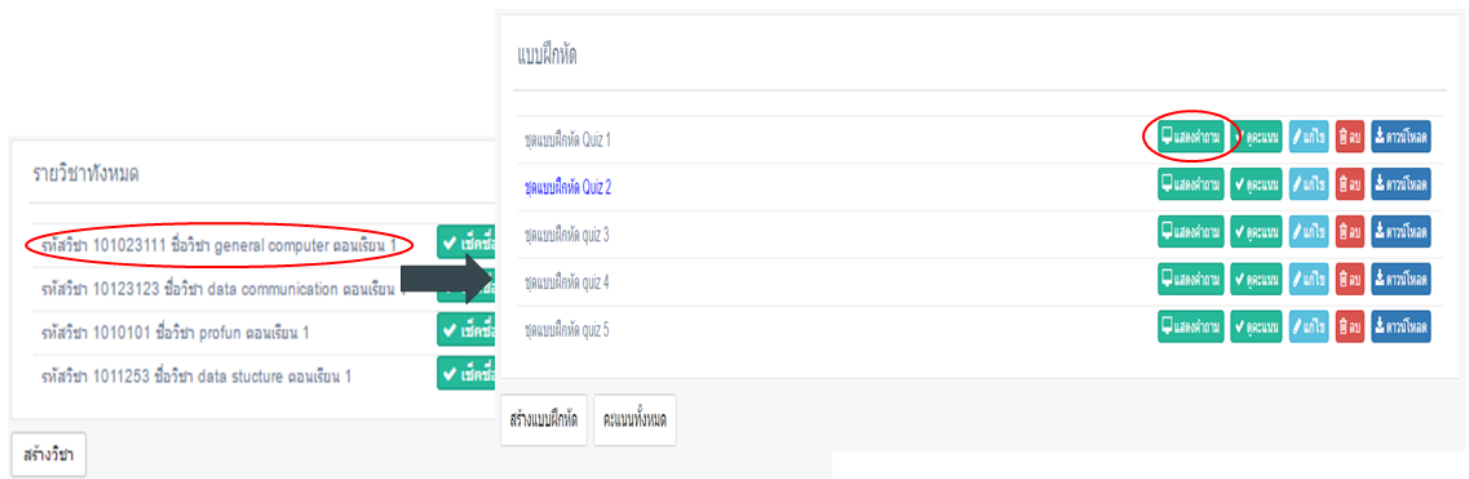 รายวิชาทังหมด
รหัสวิชา 101023111 ชื่อวิชา general computer ตอนเรียน 1
เช็คชื่อ
รหัสวิชา 10123123 ชื่อวิชา data communication ตอนเรียน
รหัสวิชา 1010101 ชื่อวิชา profun ตอนเรียน 1
เช็คชื่อ
รหัสวิชา 1011253 ชื่อวิชา data stucture ตอนเรียน 1
เช็คชื่อ
สร้างวิชา
แบบฝึกหัด
ชุดแบบฝึกหัด Quiz 1 แสดงคำถาม ดูคะแนน แก้ไข ลบ ดาวน์โหลด
ชุดแบบฝึกหัด Quiz 2 แสดงคำถาม ดูคะแนน แก้ไข ลบ ดาวน์โหลด
ชุดแบบฝึกหัด quiz 3 แสดงคำถาม ดูคะแนน แก้ไข ลบ ดาวน์โหลด
ชุดแบบฝึกหัด quiz 4 แสดงคำถาม ดูคะแนน แก้ไข ลบ ดาวน์โหลด
ชุดแบบฝึกหัด quiz 5 แสดงคำถาม ดูคะแนน แก้ไข ลบ ดาวน์โหลด
สร้างแบบฝึกหัด คะแนนทั้งหมด